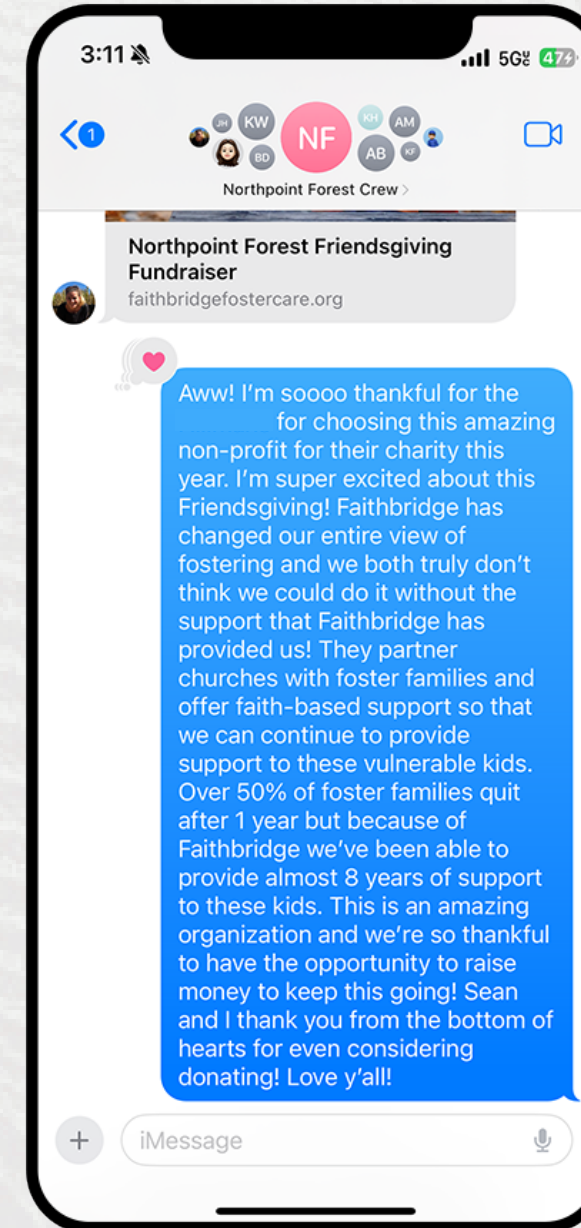 3:11
5G
47
1
JH
KW
BD
NF
KH
AM
AB
KF
Northpoint Forest Crew
Northpoint Forest Friendsgiving
Fundraiser
faithbridgefostercare.org
Aww! I'm soooo thankful for the
for choosing this amazing
non-profit for their charity this
year. I'm super excited about this
Friendsgiving! Faithbridge has
changed our entire view of
fostering and we both truly don't
think we could do it without the
support that Faithbridge has
provided us! They partner
churches with foster families and
offer faith-based support so that
we can continue to provide
support to these vulnerable kids.
Over 50% of foster families quit
after 1 year but because of
Faithbridge we've been able to
provide almost 8 years of support
to these kids. This is an amazing
organization and we're so thankful
to have the opportunity to raise
money to keep this going! Sean
and I thank you from the bottom of
hearts for even considering
donating! Love y'all!
iMessage